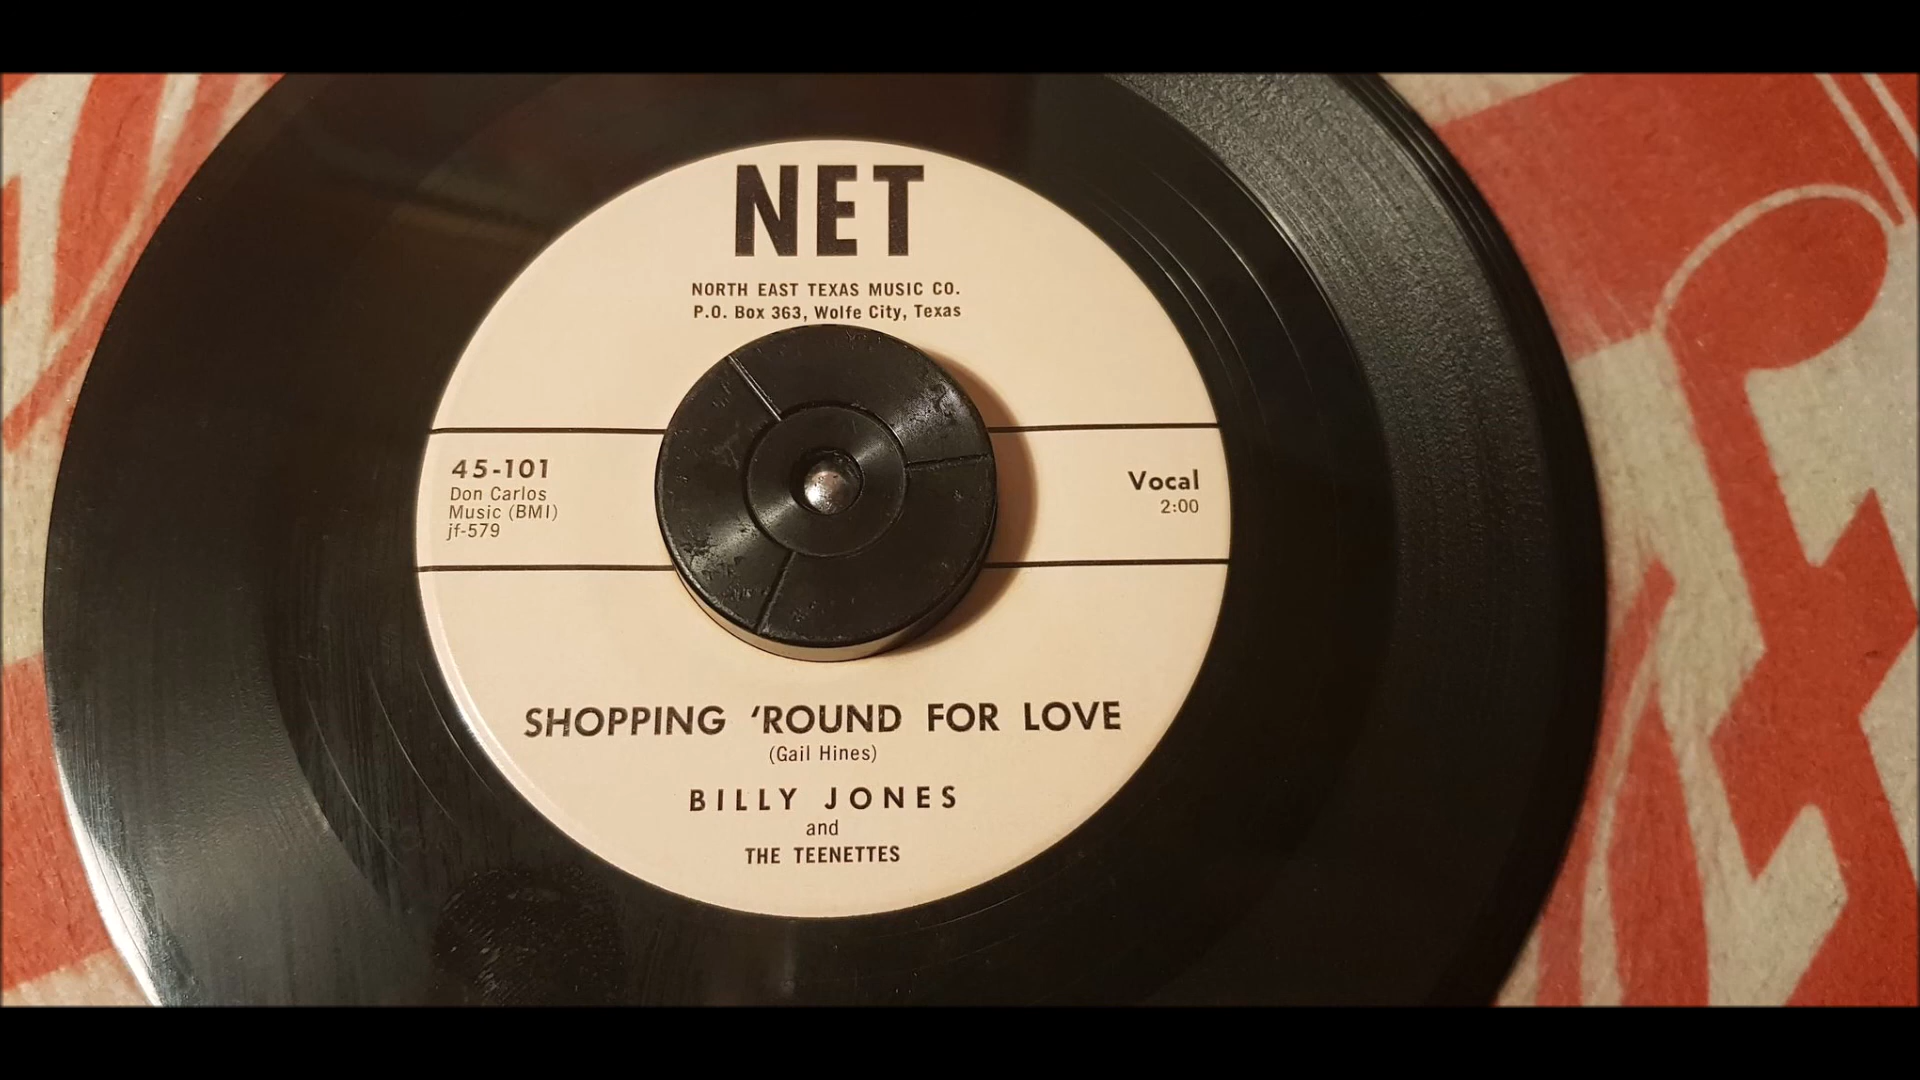 NET
NORTH EAST TEXAS MUSIC CO.
P.O. Box 363, Wolfe City, Texas
45-101
Don Carlos
Music (BMI)
jf-579
Vocal
2:00
SHOPPING ‘ROUND FOR LOVE
(Gail Hines)
BILLY JONES
and
THE TEENETTES